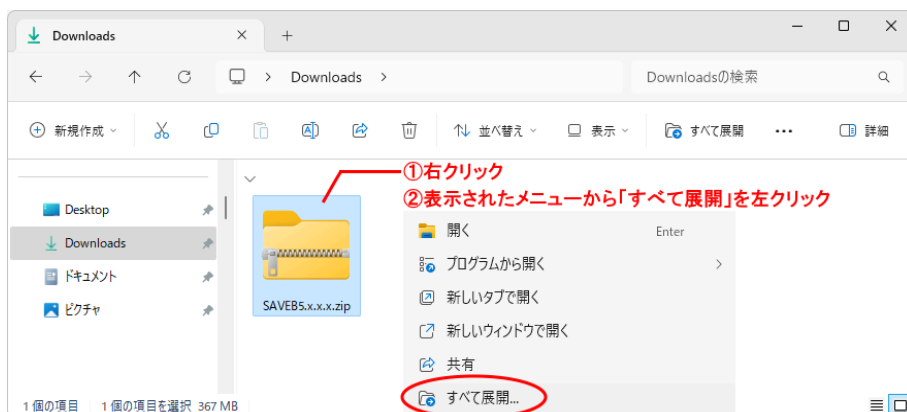 Downloads
Downloads
Downloadsの検索
新規作成
並べ替え
表示
すべて展開
詳細
①右クリック
②表示されたメニューから「すべて展開」を左クリック
Desktop
Downloads
ドキュメント
ピクチャ
SAVEB5.x.x.x.zip
開く Enter
プログラムから開く
新しいタブで開く
新しいウィンドウで開く
共有
すべて展開...
1個の項目 1個の項目を選択 367 MB